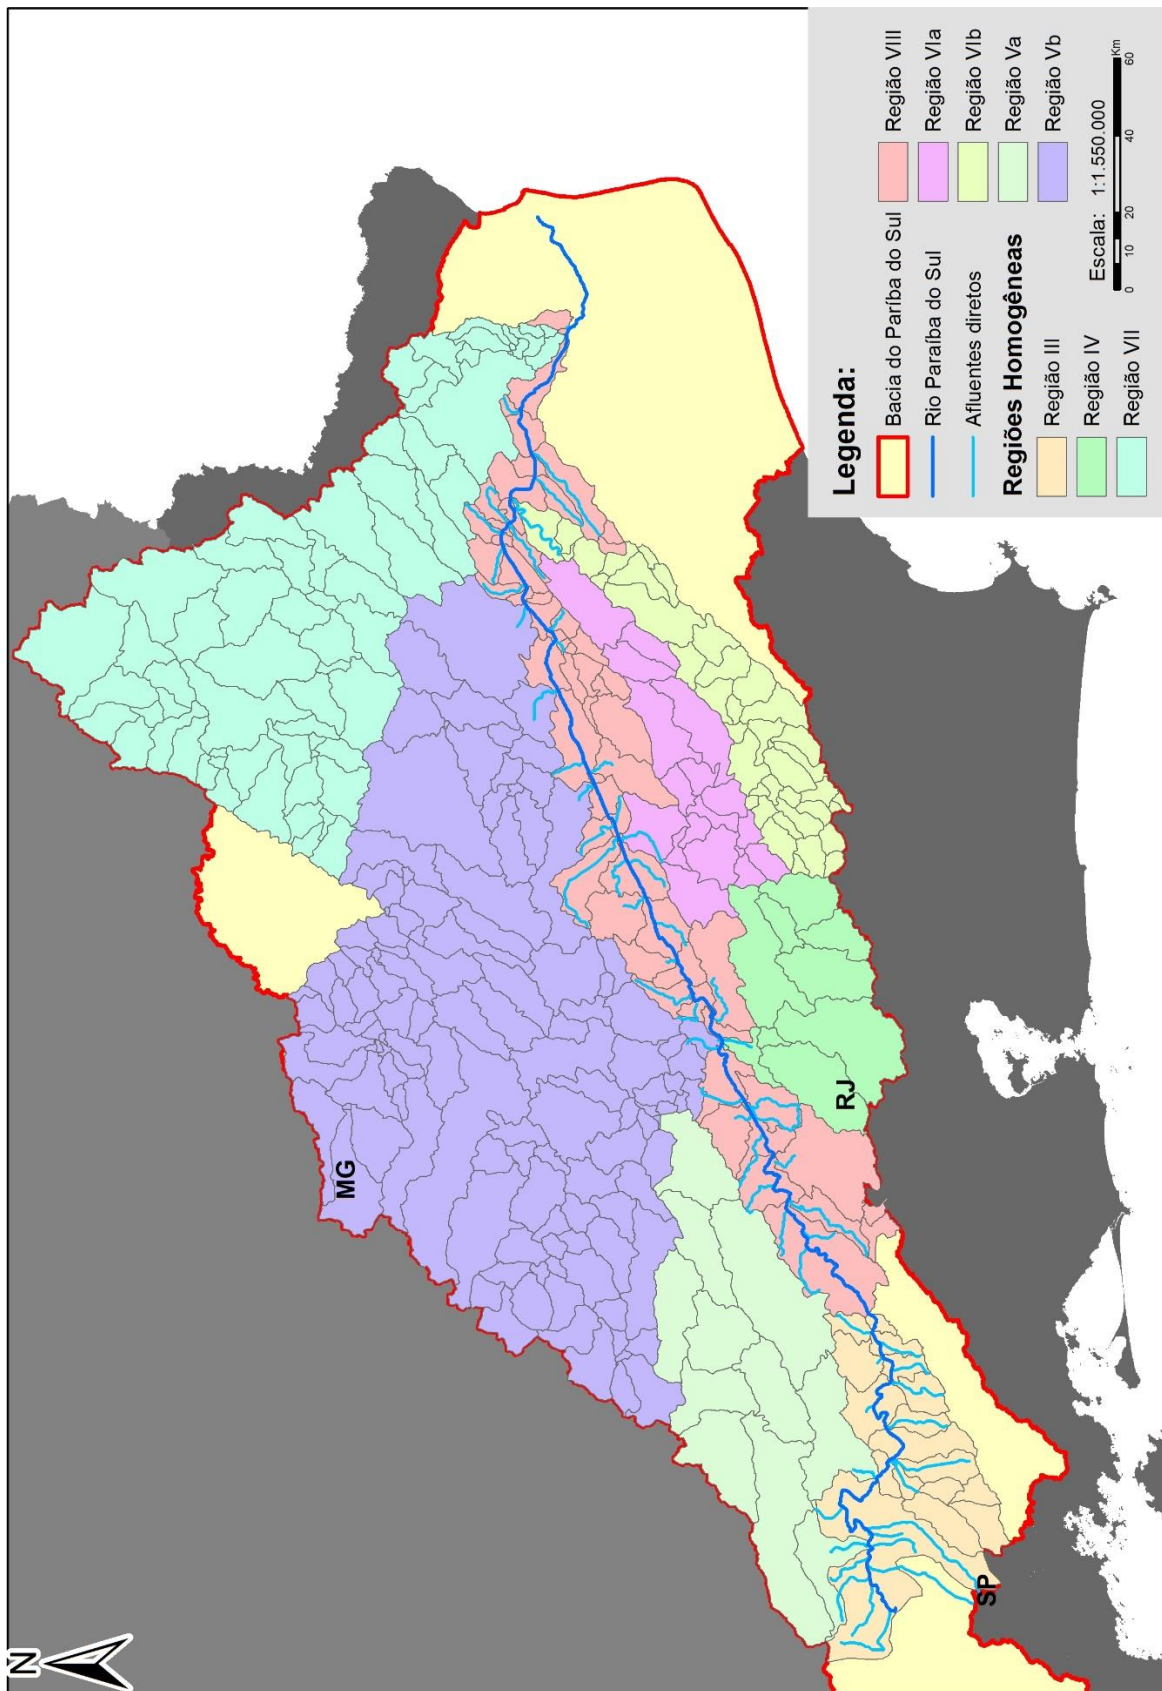 N
MG
RJ
SP
Legenda:
Bacia do Paríba do Sul
Rio Paraíba do Sul
Afluentes diretos
Regiões Homogêneas
Região III
Região IV
Região VII
Região VIII
Região VIa
Região VIb
Região Va
Região Vb
Escala: 1:1.550.000
0 10 20 40 60
Km